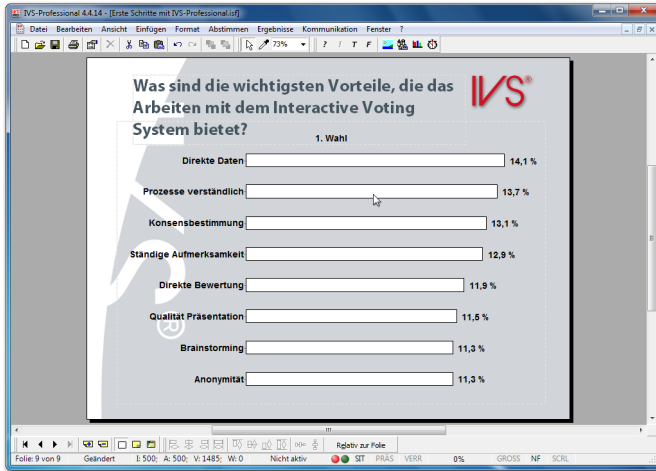 IVS-Professional 4.4.14 - [Erste Schritte mit IVS-Professional.isf]
Datei Bearbeiten Ansicht Einfügen Format Abstimmen Ergebnisse Kommunikation Fenster ?
73% ? ! T F
Was sind die wichtigsten Vorteile, die das
Arbeiten mit dem Interactive Voting
System bietet?
IVS®
1. Wahl
Direkte Daten 14,1 %
Prozesse verständlich 13,7 %
Konsensbestimmung 13,1 %
Ständige Aufmerksamkeit 12,9 %
Direkte Bewertung 11,9 %
Qualität Präsentation 11,5 %
Brainstorming 11,3 %
Anonymität 11,3 %
Relativ zur Folie
Folie: 9 von 9 Geändert I: 500; A: 500; V: 1485; W: 0 Nicht aktiv SIT PRÄS VERR 0% GROSS NF SCRL